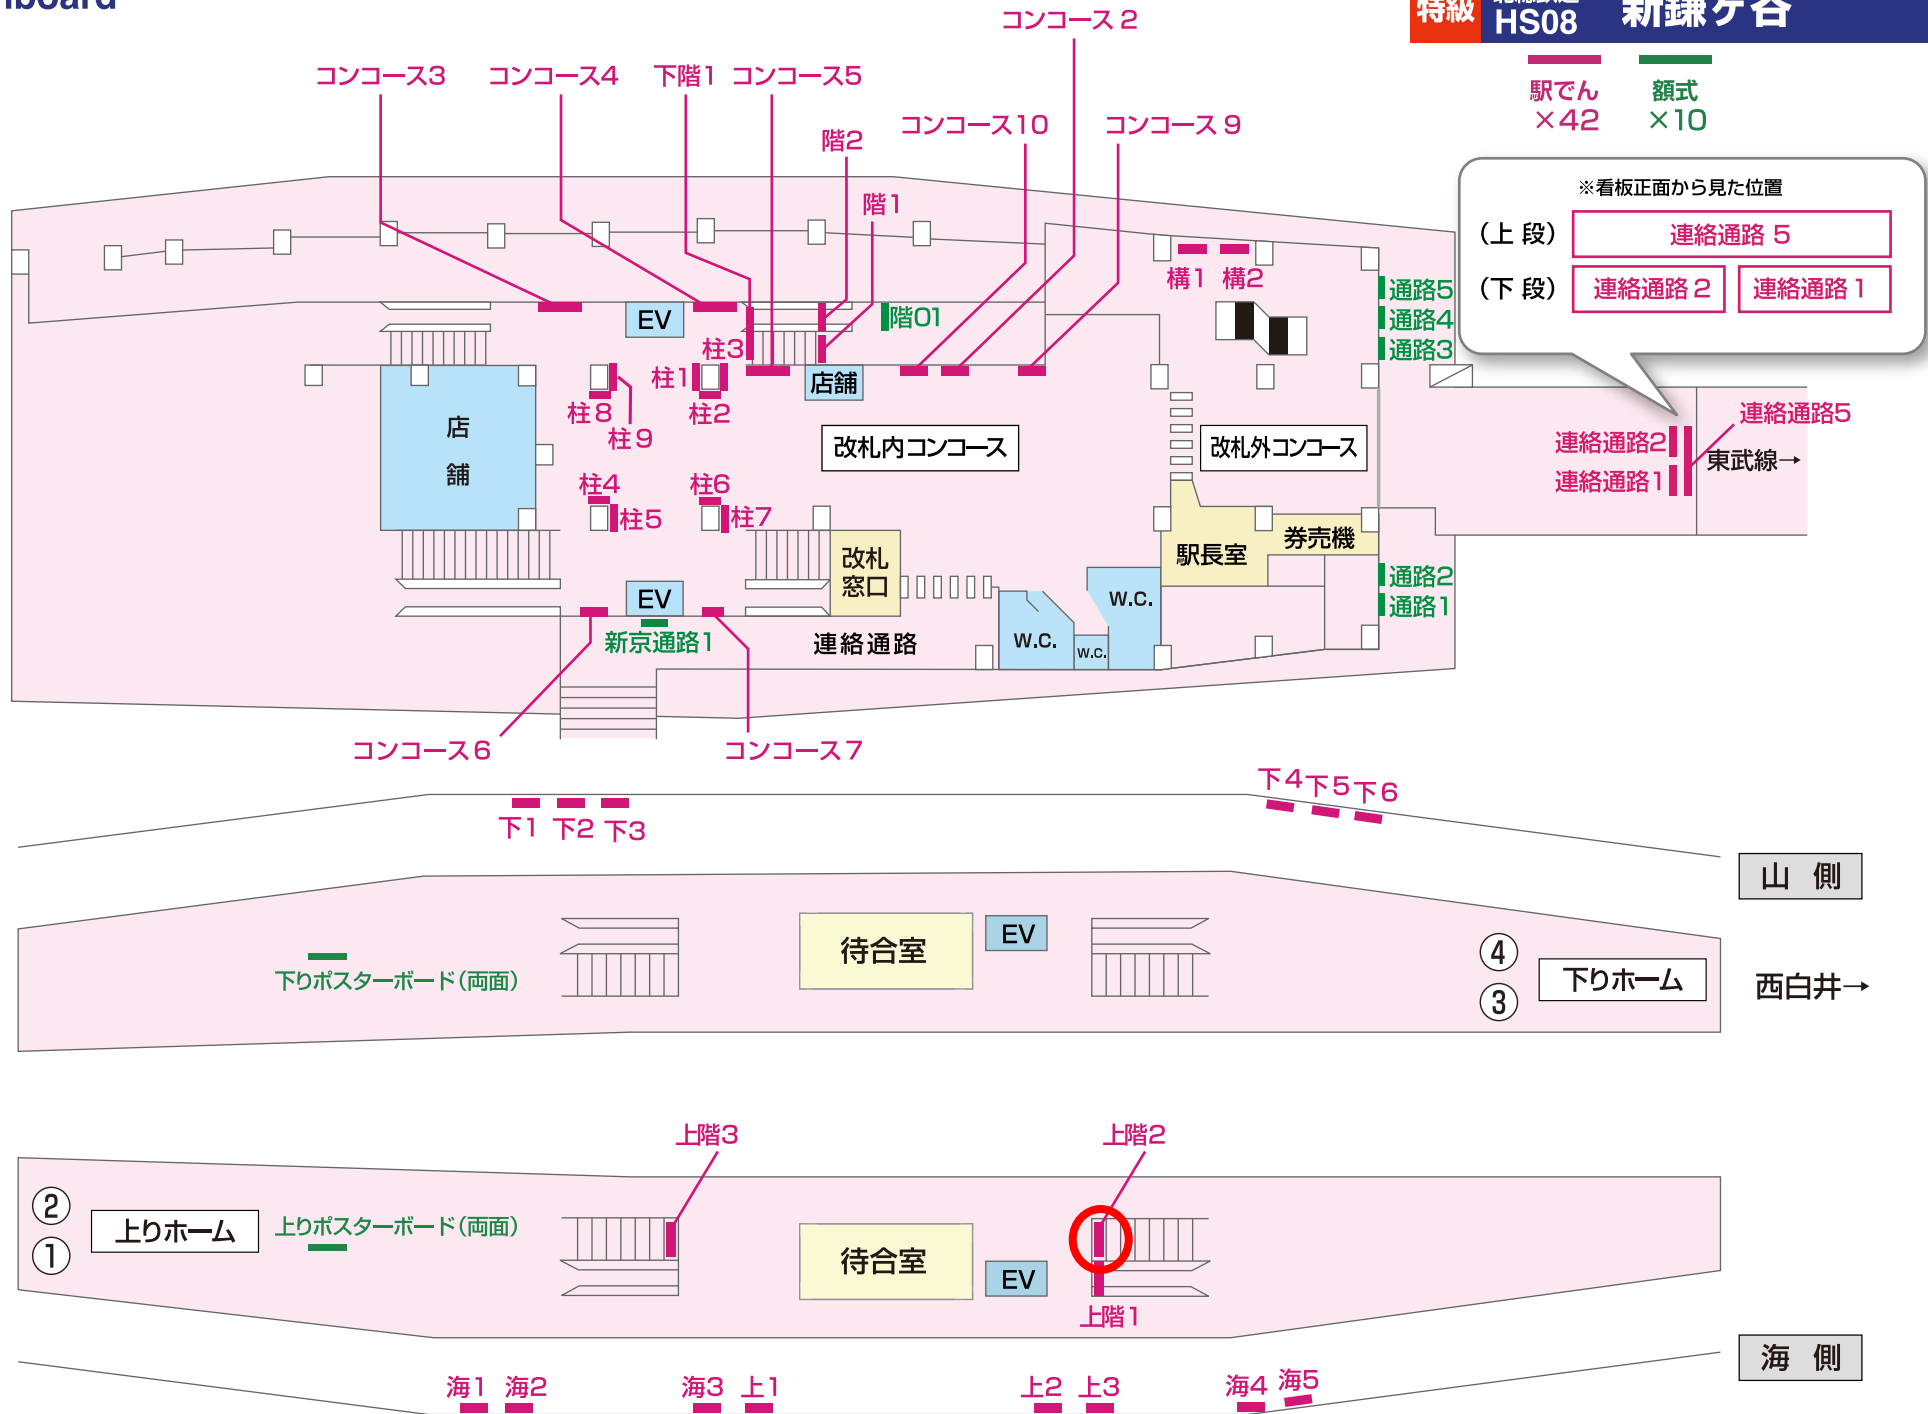 特級
HS08
新鎌ヶ谷
駅でん
×42
額式
×10
コンコース 2
コンコース3
コンコース4
下階1
コンコース5
階2
コンコース10
コンコース 9
階1
※看板正面から見た位置
(上 段)
連絡通路 5
(下 段)
連絡通路 2
連絡通路 1
構1
構2
通路5
通路4
通路3
EV
階01
柱3
店舗
柱1
柱8
柱2
柱9
店
舗
改札内コンコース
改札外コンコース
連絡通路5
連絡通路2
連絡通路1
東武線→
柱4
柱5
柱6
柱7
改札
窓口
駅長室
券売機
通路2
通路1
EV
新京通路1
連絡通路
W.C.
W.C.
W.C.
コンコース 6
コンコース 7
下1
下2
下3
下4
下5
下6
山 側
待合室
EV
下りポスターボード(両面)
④
③
下りホーム
西白井→
上階3
上階2
②
①
上りホーム
上りポスターボード(両面)
待合室
EV
上階1
海 側
海1
海2
海3
上1
上2
上3
海4
海5